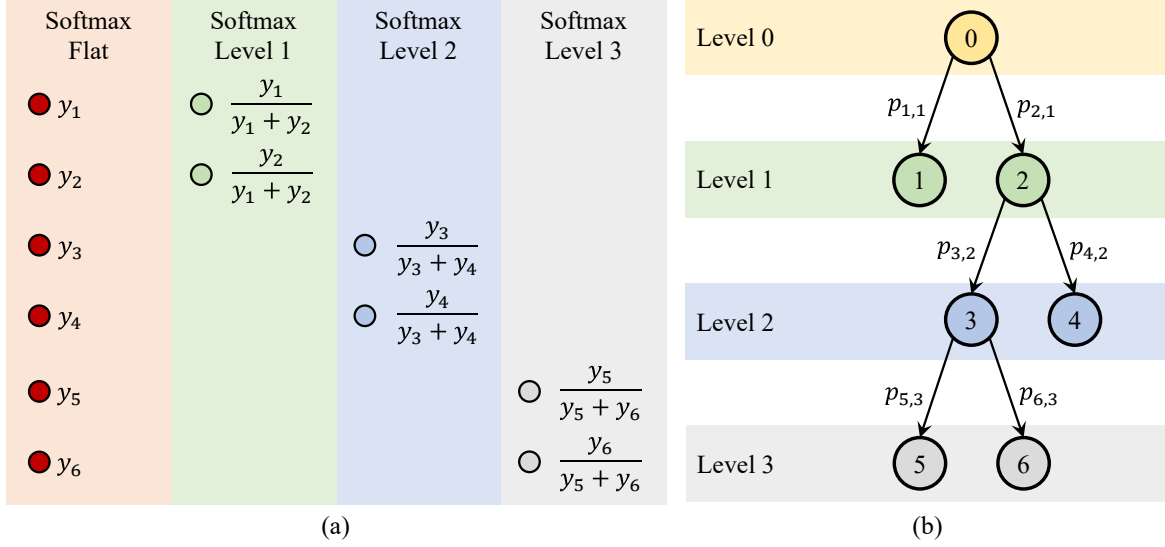 Softmax Flat
Softmax Level 1
Softmax Level 2
Softmax Level 3
y₁
y₁ / (y₁ + y₂)
y₂
y₂ / (y₁ + y₂)
y₃
y₃ / (y₃ + y₄)
y₄
y₄ / (y₃ + y₄)
y₅
y₅ / (y₅ + y₆)
y₆
y₆ / (y₅ + y₆)
(a)
Level 0
0
p₁,₁
p₂,₁
Level 1
1
2
p₃,₂
p₄,₂
Level 2
3
4
p₅,₃
p₆,₃
Level 3
5
6
(b)